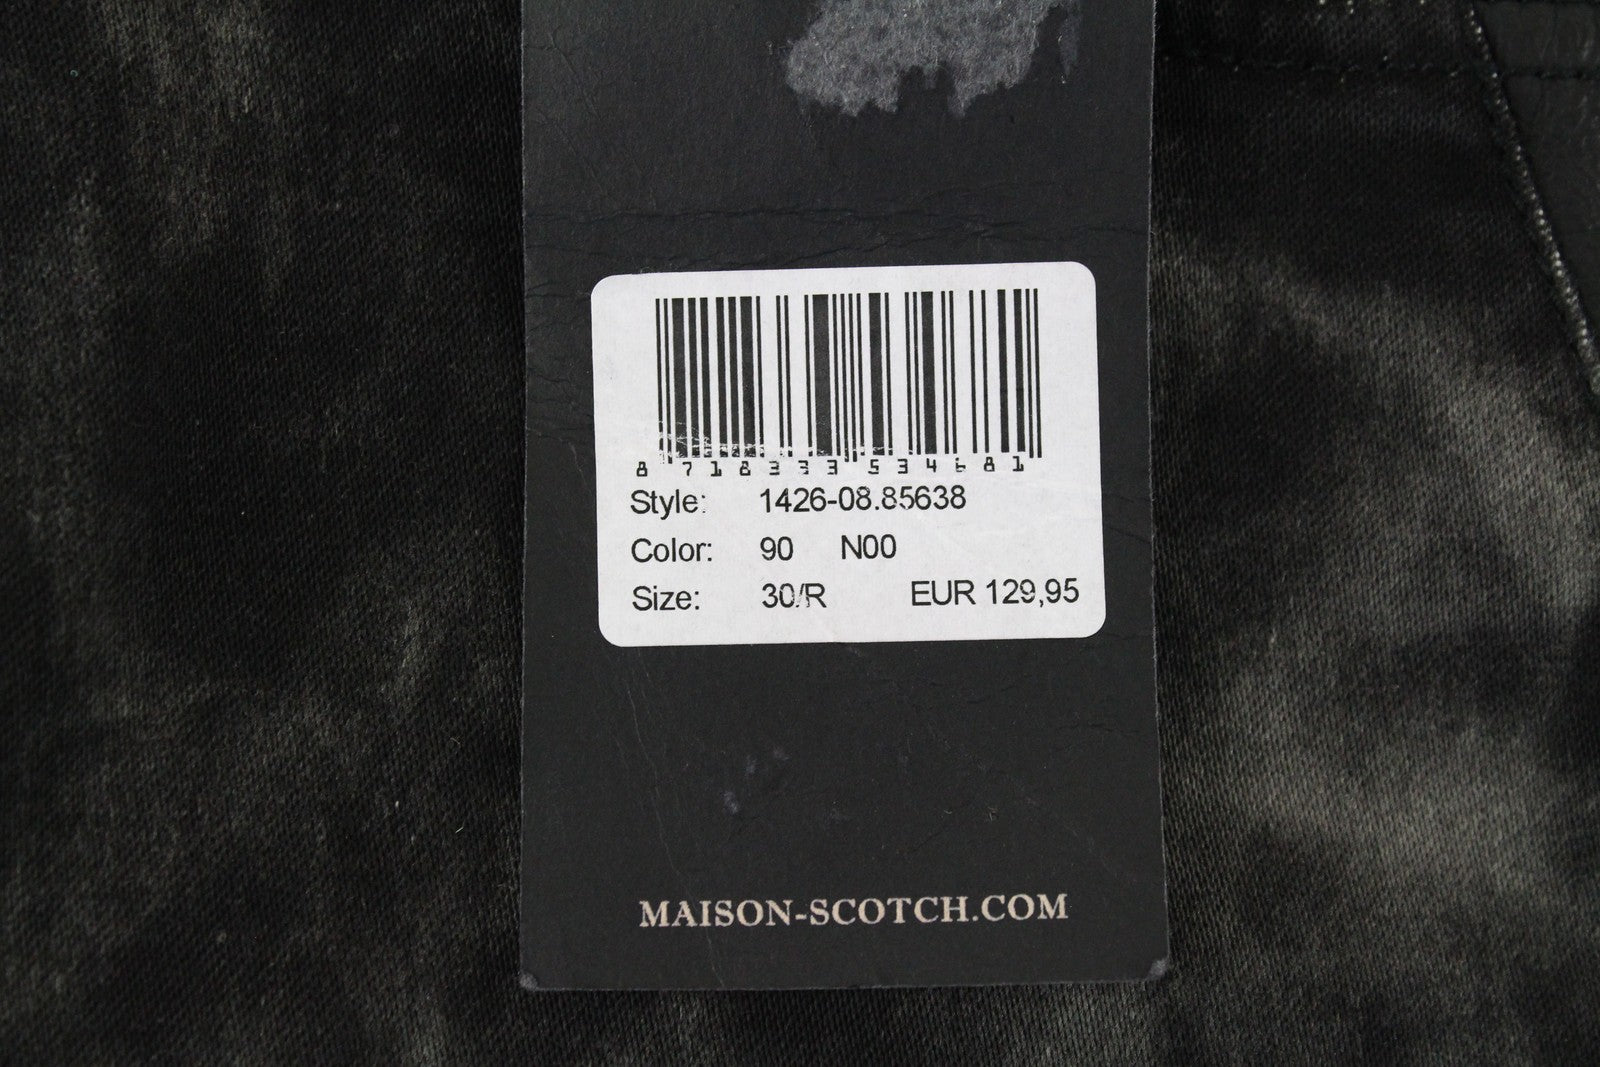 8 718333 534681
Style: 1426-08.85638
Color: 90 N00
Size: 30/R EUR 129,95
MAISON-SCOTCH.COM